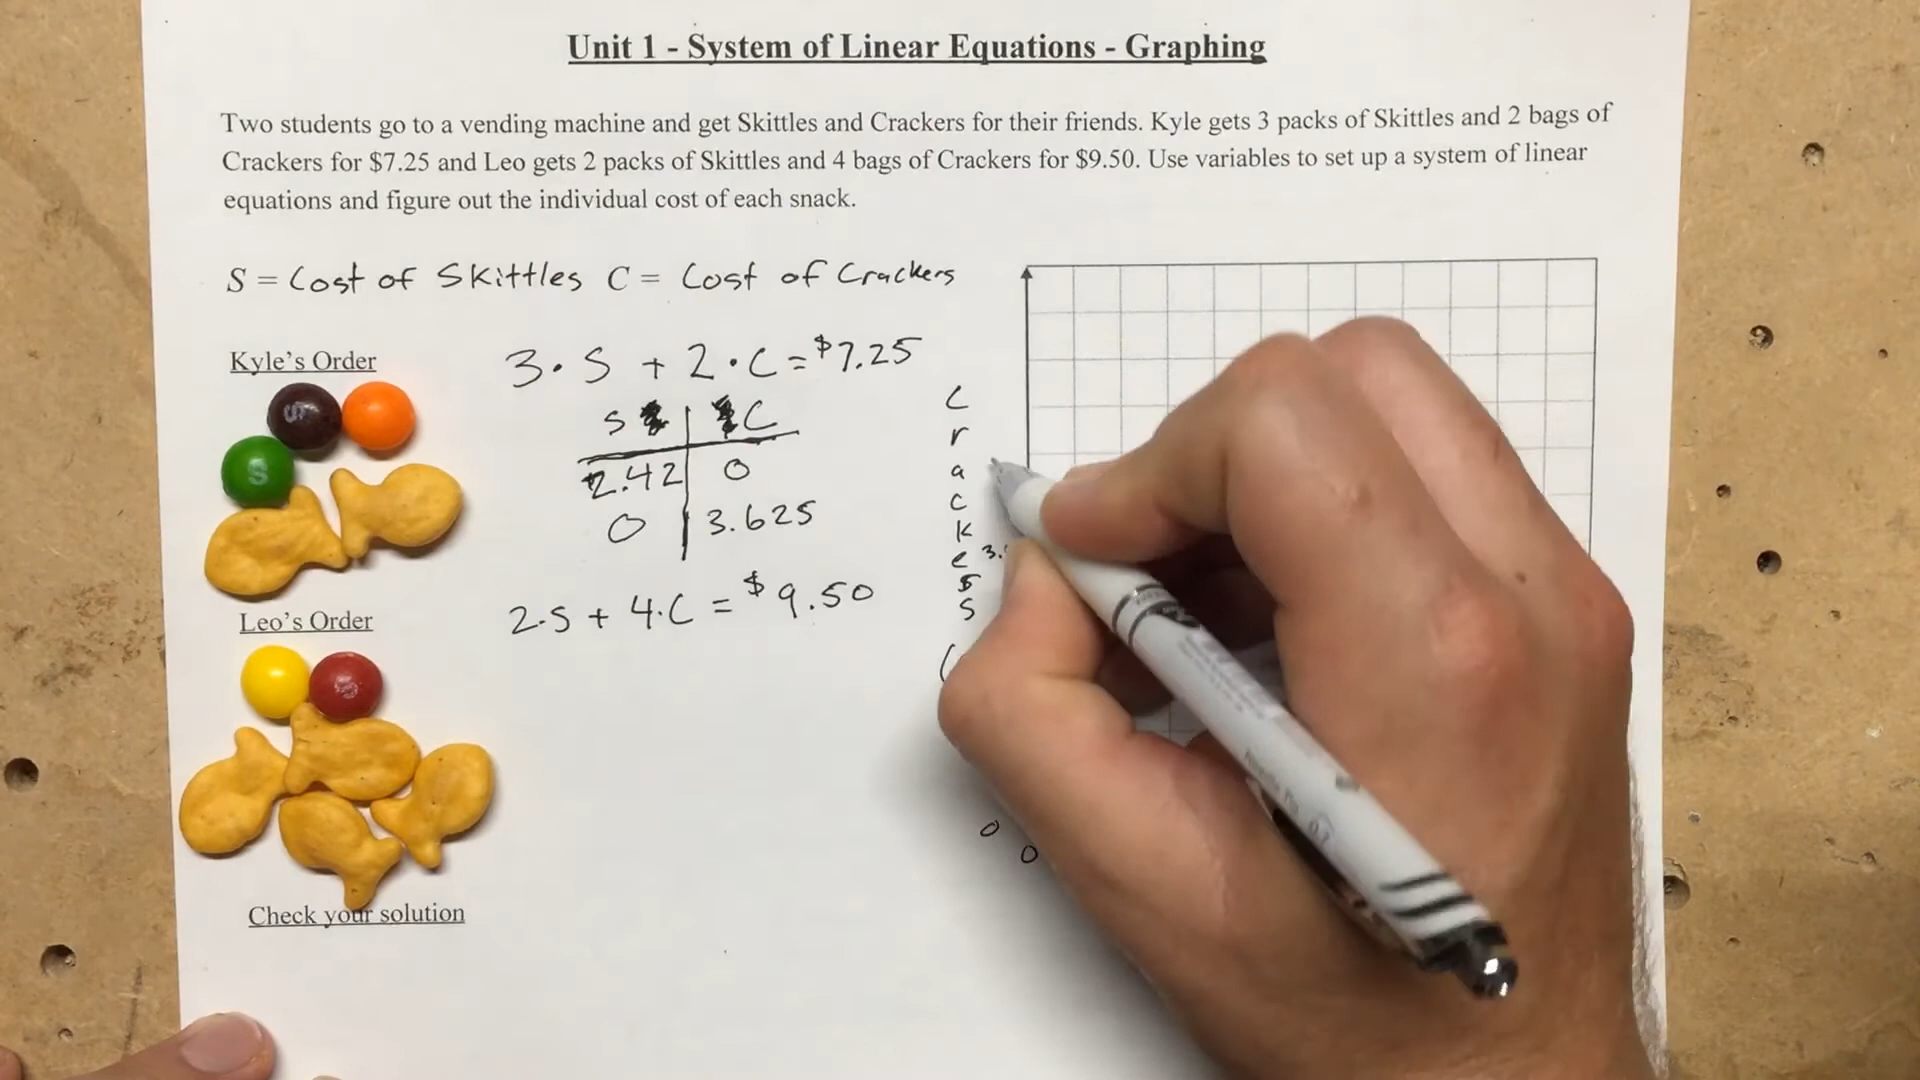 Unit 1 - System of Linear Equations - Graphing
Two students go to a vending machine and get Skittles and Crackers for their friends. Kyle gets 3 packs of Skittles and 2 bags of
Crackers for $7.25 and Leo gets 2 packs of Skittles and 4 bags of Crackers for $9.50. Use variables to set up a system of linear
equations and figure out the individual cost of each snack.
S = Cost of Skittles C = Cost of Crackers
Kyle's Order
3·S + 2·C = $7.25
S C
2.42 0
0 3.625
Leo's Order
2·S + 4·C = $9.50
Check your solution
C
r
a
c
k
e 3.
s
(
0
0